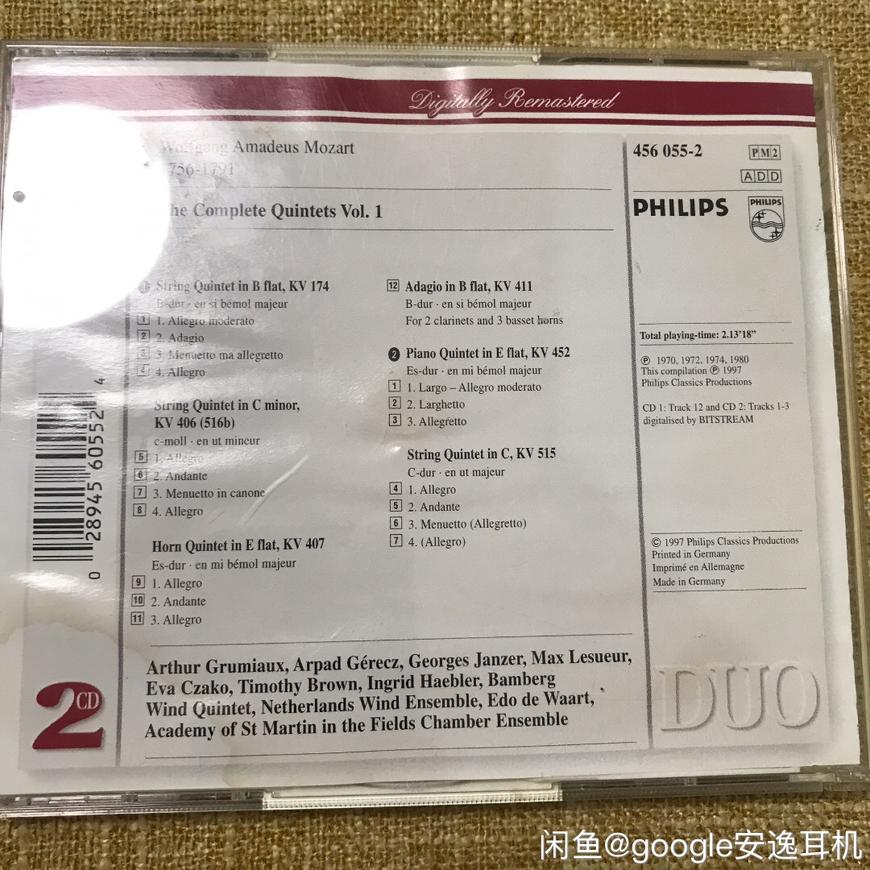 Digitally Remastered
Wolfgang Amadeus Mozart
1756-1791
The Complete Quintets Vol. 1
String Quintet in B flat, KV 174
B-dur · en si bémol majeur
1 1. Allegro moderato
2 2. Adagio
3 3. Menuetto ma allegretto
4 4. Allegro
String Quintet in C minor,
KV 406 (516b)
c-moll · en ut mineur
5 1. Allegro
6 2. Andante
7 3. Menuetto in canone
8 4. Allegro
Horn Quintet in E flat, KV 407
Es-dur · en mi bémol majeur
9 1. Allegro
10 2. Andante
11 3. Allegro
12 Adagio in B flat, KV 411
B-dur · en si bémol majeur
For 2 clarinets and 3 basset horns
2 Piano Quintet in E flat, KV 452
Es-dur · en mi bémol majeur
1 1. Largo – Allegro moderato
2 2. Larghetto
3 3. Allegretto
String Quintet in C, KV 515
C-dur · en ut majeur
4 1. Allegro
5 2. Andante
6 3. Menuetto (Allegretto)
7 4. (Allegro)
Arthur Grumiaux, Arpad Gérecz, Georges Janzer, Max Lesueur,
Eva Czako, Timothy Brown, Ingrid Haebler, Bamberg
Wind Quintet, Netherlands Wind Ensemble, Edo de Waart,
Academy of St Martin in the Fields Chamber Ensemble
456 055-2
PM2
ADD
PHILIPS
PHILIPS
Total playing-time: 2.13'18"
℗ 1970, 1972, 1974, 1980
This compilation ℗ 1997
Philips Classics Productions
CD 1: Track 12 and CD 2: Tracks 1-3
digitalised by BITSTREAM
© 1997 Philips Classics Productions
Printed in Germany
Imprimé en Allemagne
Made in Germany
DUO
0 28945 60552 4
2 CD
闲鱼@google安逸耳机